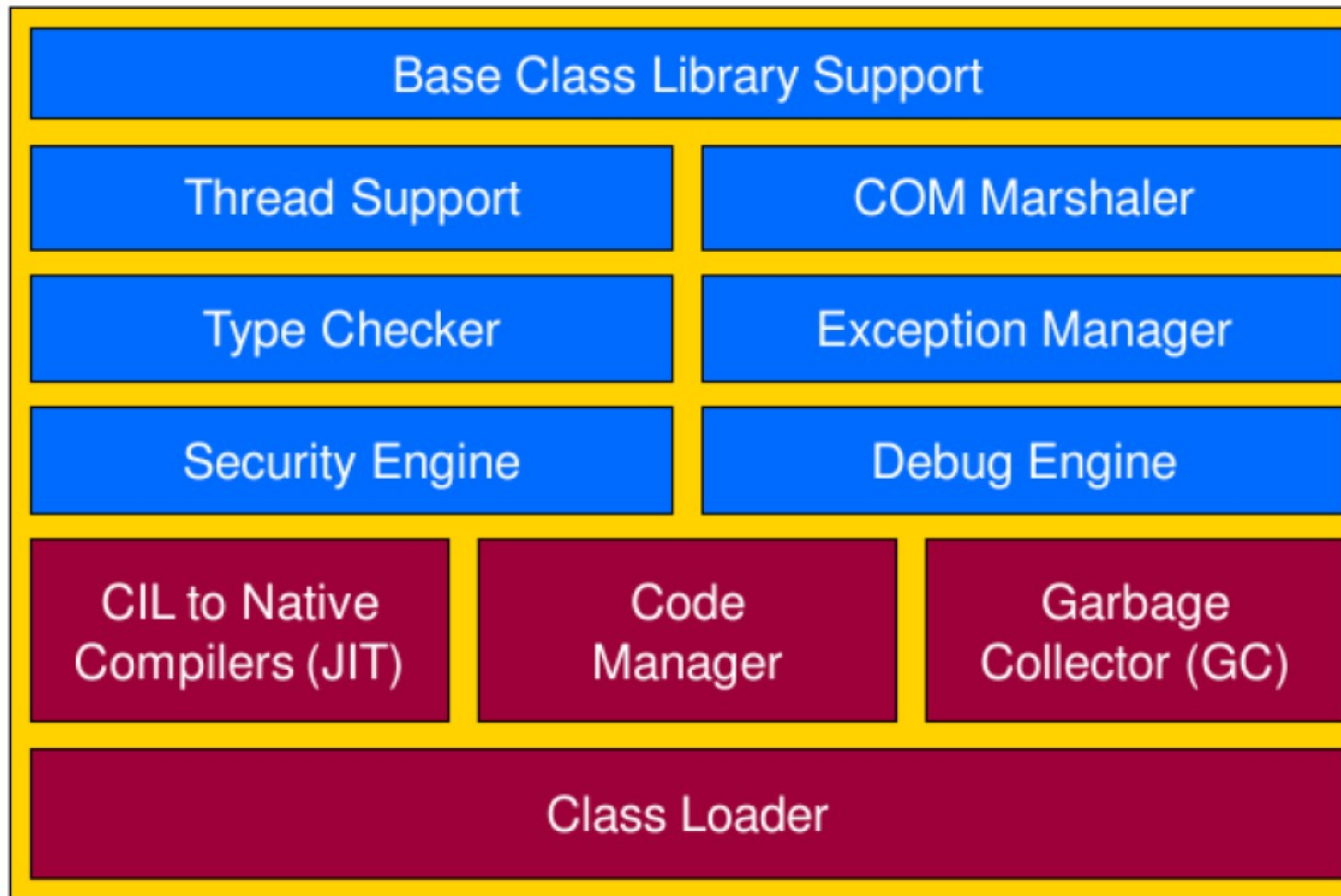 Base Class Library Support
Thread Support
COM Marshaler
Type Checker
Exception Manager
Security Engine
Debug Engine
CIL to Native
Compilers (JIT)
Code
Manager
Garbage
Collector (GC)
Class Loader